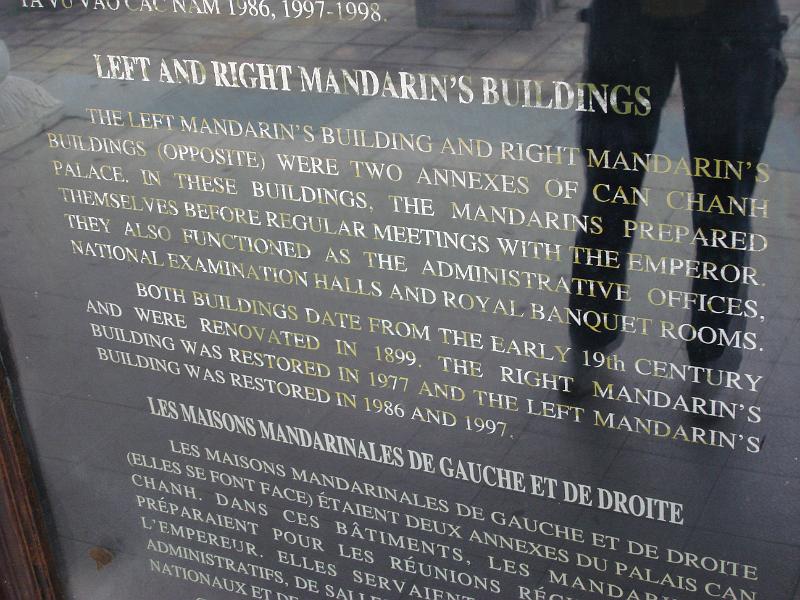 TA VU VÀO CÁC NĂM 1986, 1997-1998.
LEFT AND RIGHT MANDARIN'S BUILDINGS
THE LEFT MANDARIN'S BUILDING AND RIGHT MANDARIN'S
BUILDINGS (OPPOSITE) WERE TWO ANNEXES OF CAN CHANH
PALACE. IN THESE BUILDINGS, THE MANDARINS PREPARED
THEMSELVES BEFORE REGULAR MEETINGS WITH THE EMPEROR.
THEY ALSO FUNCTIONED AS THE ADMINISTRATIVE OFFICES,
NATIONAL EXAMINATION HALLS AND ROYAL BANQUET ROOMS.
BOTH BUILDINGS DATE FROM THE EARLY 19th CENTURY
AND WERE RENOVATED IN 1899. THE RIGHT MANDARIN'S
BUILDING WAS RESTORED IN 1977 AND THE LEFT MANDARIN'S
BUILDING WAS RESTORED IN 1986 AND 1997.
LES MAISONS MANDARINALES DE GAUCHE ET DE DROITE
LES MAISONS MANDARINALES DE GAUCHE ET DE DROITE
(ELLES SE FONT FACE) ÉTAIENT DEUX ANNEXES DU PALAIS CAN
CHANH. DANS CES BÂTIMENTS, LES
PRÉPARAIENT POUR LES RÉUNIONS
L'EMPEREUR. ELLES SERVAIENT
ADMINISTRATIFS, DE
NATIONAUX ET